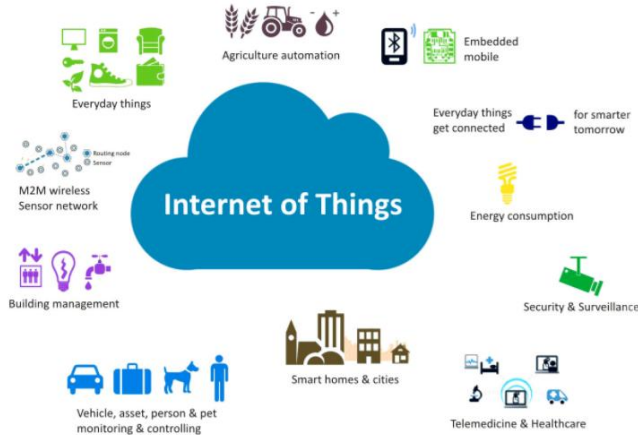 Agriculture automation
Embedded
mobile
Everyday things
Everyday things
get connected
for smarter
tomorrow
Routing node
Sensor
M2M wireless
Sensor network
Internet of Things
Energy consumption
Building management
Security & Surveillance
Smart homes & cities
Vehicle, asset, person & pet
monitoring & controlling
Telemedicine & Healthcare